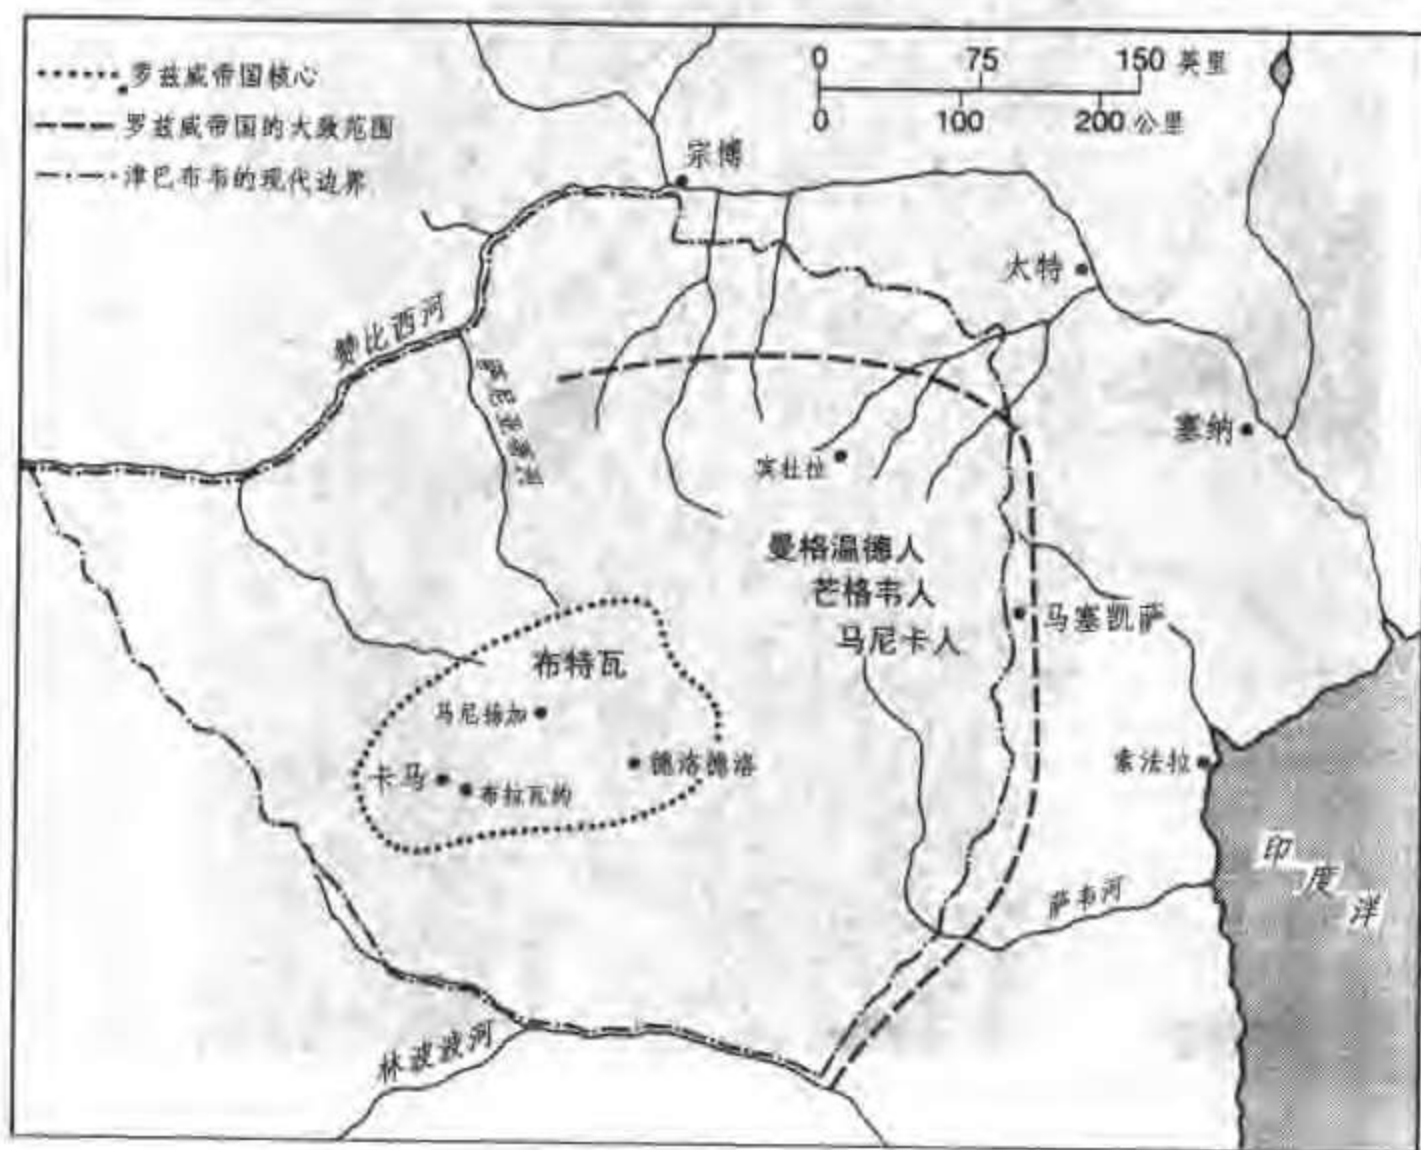 罗兹威帝国核心
罗兹威帝国的大致范围
津巴布韦的现代边界
0 75 150 英里
0 100 200 公里
宗博
太特
赞比西河
塞纳
宾杜拉
曼格温德人
芒格韦人
马尼卡人
马塞凯萨
布特瓦
马尼扬加
德洛德洛
卡马
布拉瓦约
索法拉
印度洋
萨韦河
林波波河